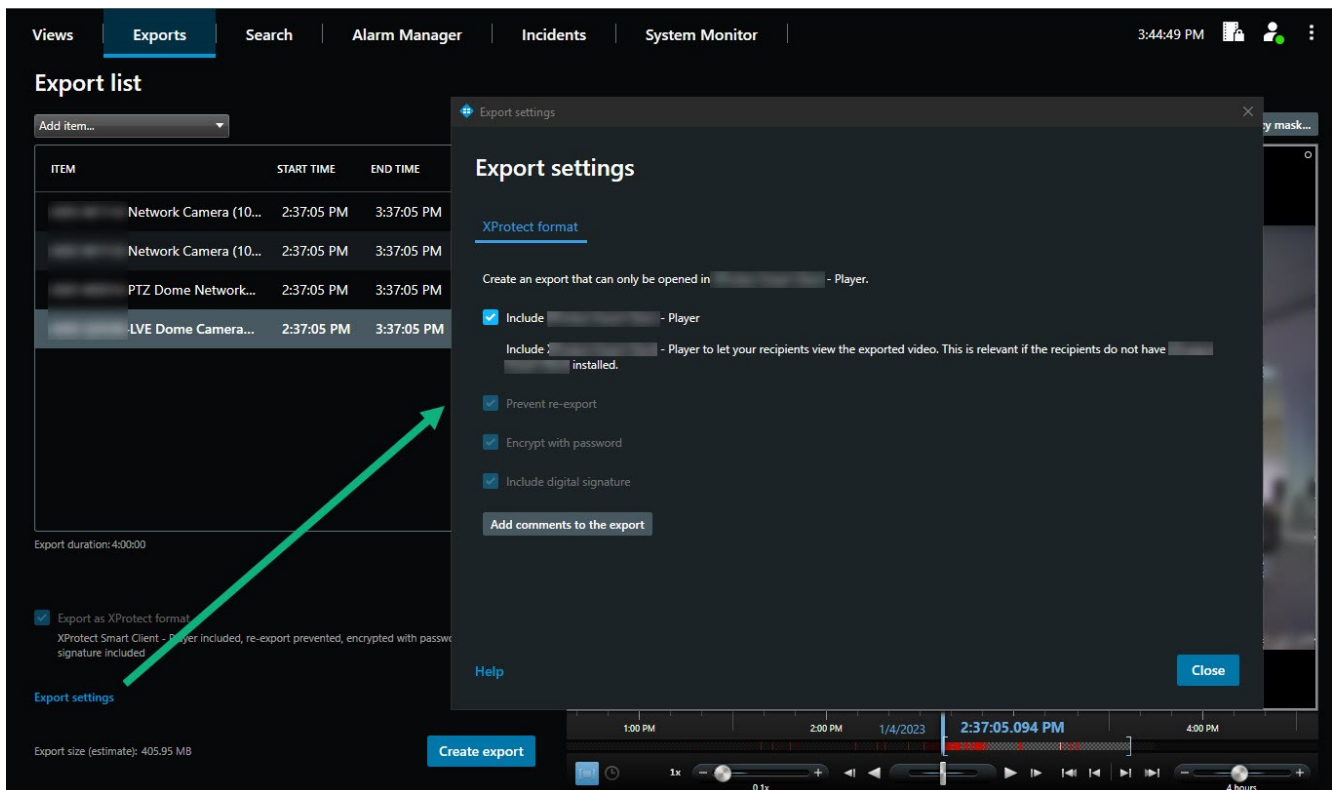 Views Exports Search Alarm Manager Incidents System Monitor 3:44:49 PM
Export list
Add item...
ITEM START TIME END TIME
Network Camera (10... 2:37:05 PM 3:37:05 PM
Network Camera (10... 2:37:05 PM 3:37:05 PM
PTZ Dome Network... 2:37:05 PM 3:37:05 PM
-LVE Dome Camera... 2:37:05 PM 3:37:05 PM
Export duration: 4:00:00
Export as XProtect format
XProtect Smart Client - Player included, re-export prevented, encrypted with passwo
signature included
Export settings
Export size (estimate): 405.95 MB
Create export
Export settings
y mask...
Export settings
XProtect format
Create an export that can only be opened in - Player.
Include - Player
Include - Player to let your recipients view the exported video. This is relevant if the recipients do not have
installed.
Prevent re-export
Encrypt with password
Include digital signature
Add comments to the export
Help
Close
1:00 PM 2:00 PM 1/4/2023 2:37:05.094 PM 4:00 PM
1x
0.1x
4 hours